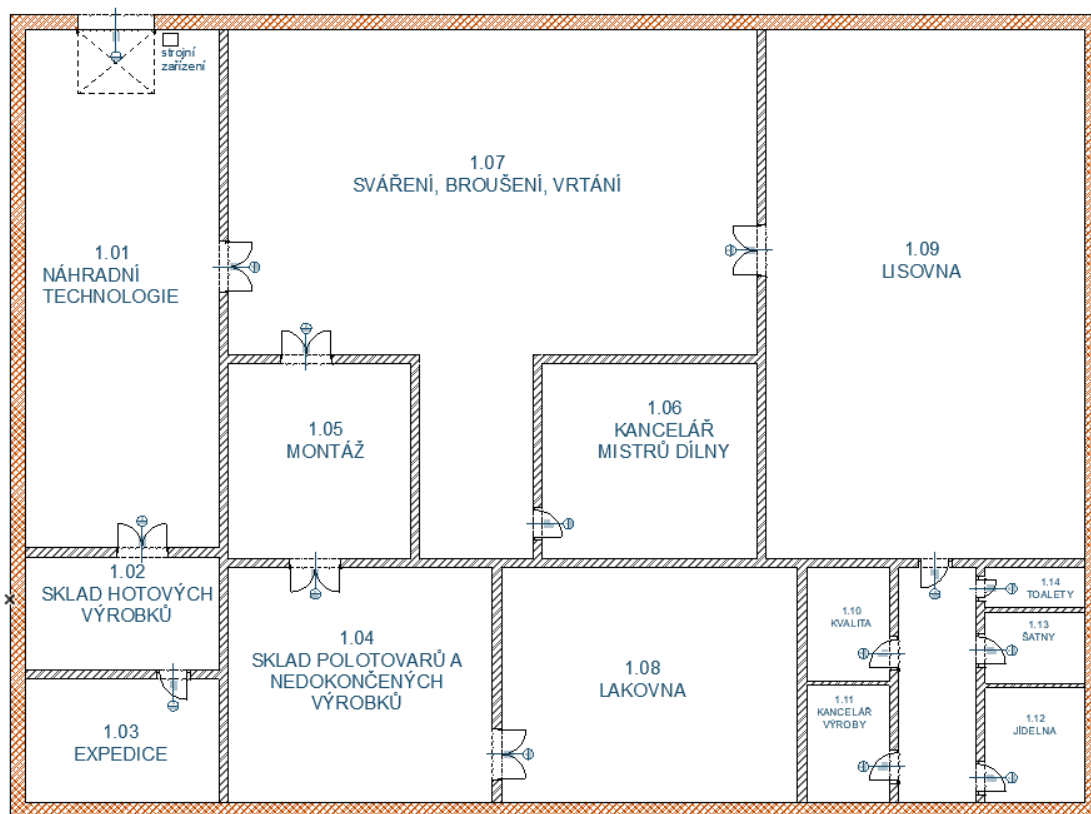 strojní
zařízení
1.07
SVÁŘENÍ, BROUŠENÍ, VRTÁNÍ
1.01
NÁHRADNÍ
TECHNOLOGIE
1.09
LISOVNA
1.05
MONTÁŽ
1.06
KANCELÁŘ
MISTRŮ DÍLNY
1.02
SKLAD HOTOVÝCH
VÝROBKŮ
1.03
EXPEDICE
1.04
SKLAD POLOTOVARŮ A
NEDOKONČENÝCH
VÝROBKŮ
1.08
LAKOVNA
1.10
KVALITA
1.11
KANCELÁŘ
VÝROBY
1.14
TOALETY
1.13
ŠATNY
1.12
JÍDELNA